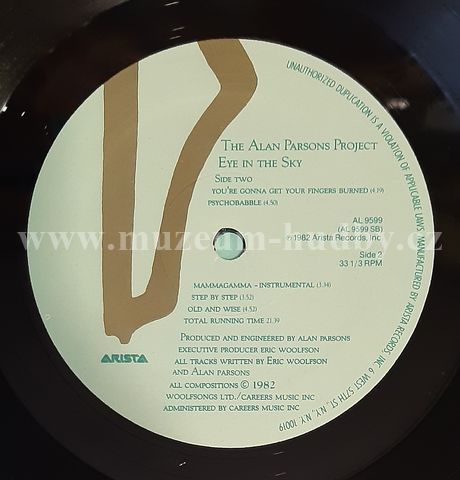 UNAUTHORIZED DUPLICATION IS A VIOLATION OF APPLICABLE LAWS. MANUFACTURED BY ARISTA RECORDS, INC. 6 WEST 57TH ST., N.Y., N.Y. 10019
The Alan Parsons Project
Eye in the Sky
Side two
You're gonna get your fingers burned (4.19)
Psychobabble (4.50)
AL 9599
(AL 9599 SB)
℗1982 Arista Records, Inc.
www.muzeum-hudby.cz
Side 2
33 1/3 RPM
Mammagamma - Instrumental (3.34)
Step by step (3.52)
Old and wise (4.52)
Total running time 21.39
ARISTA
Produced and engineered by Alan Parsons
Executive producer Eric Woolfson
All tracks written by Eric Woolfson
and Alan Parsons
All compositions © 1982
Woolfsongs Ltd./Careers Music Inc
Administered by Careers Music Inc